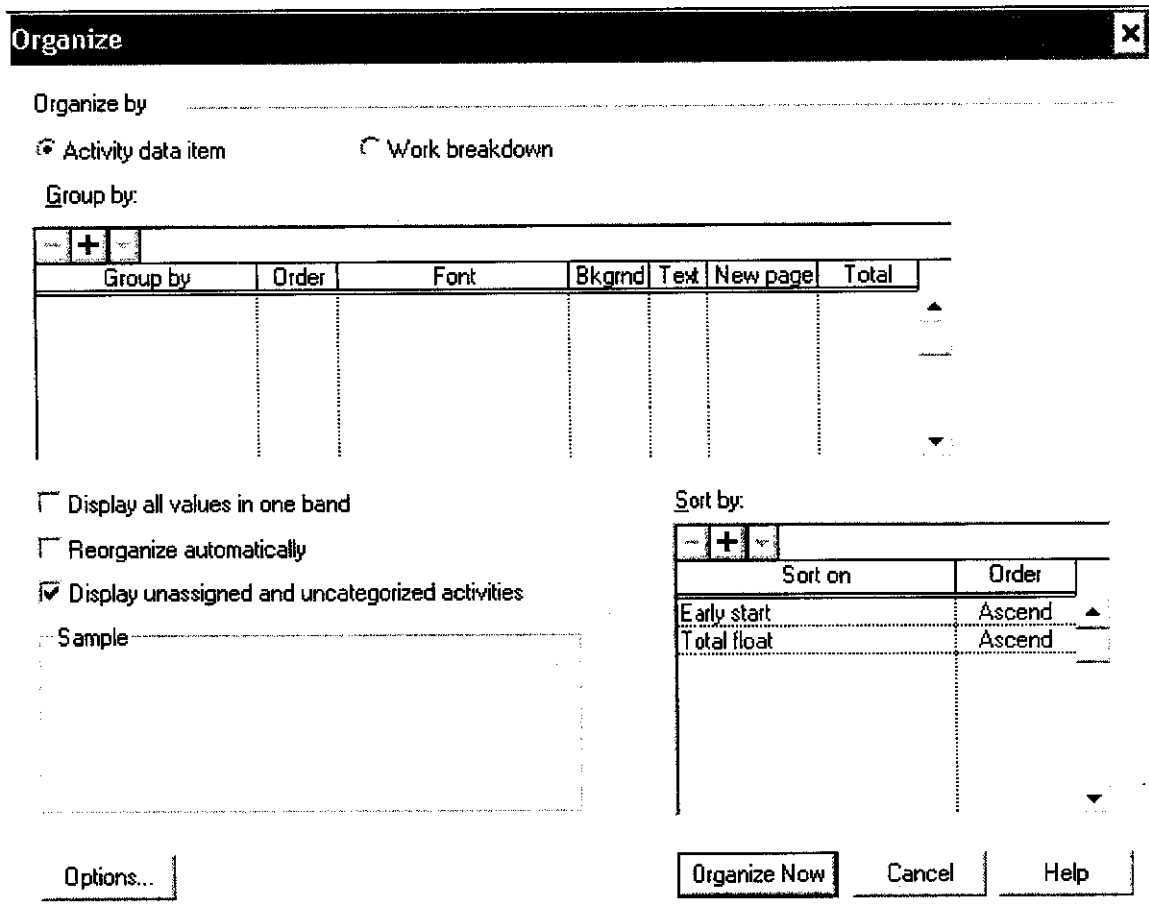 Organize
Organize by
Activity data item Work breakdown
Group by:
Group by Order Font Bkgrnd Text New page Total
Display all values in one band
Reorganize automatically
Display unassigned and uncategorized activities
Sample
Sort by:
Sort on Order
Early start Ascend
Total float Ascend
Options... Organize Now Cancel Help